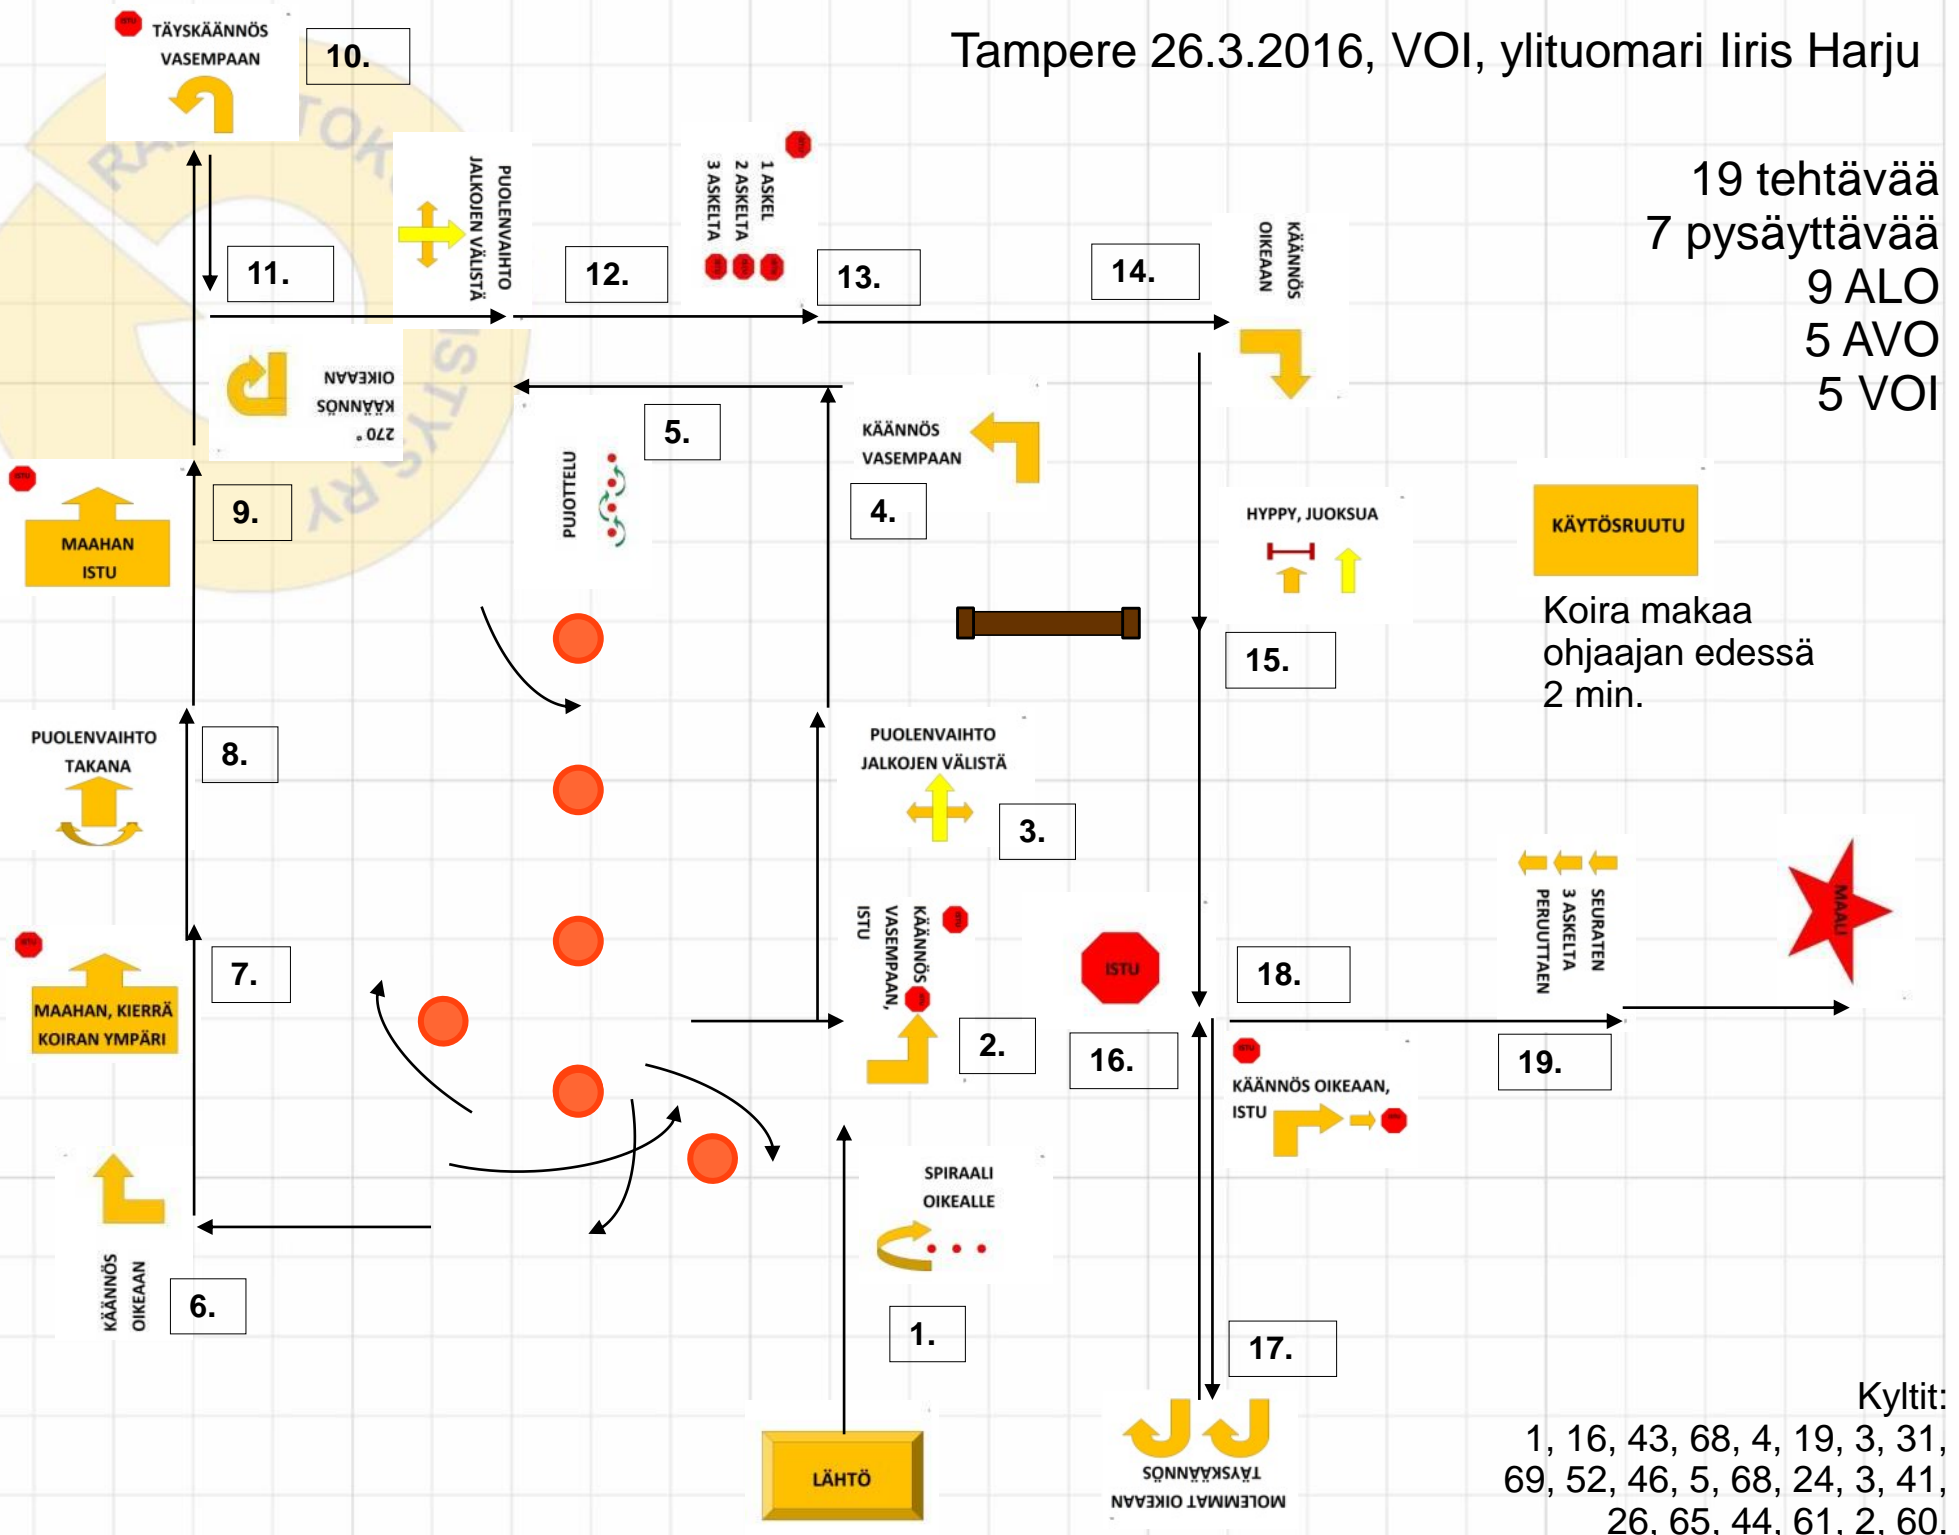 Tampere 26.3.2016, VOI, ylituomari Iiris Harju
19 tehtävää
7 pysäyttävää
9 ALO
5 AVO
5 VOI
ISTU
TÄYSKÄÄNNÖS
VASEMPAAN
10.
11.
PUOLENVAIHTO
JALKOJEN VÄLISTÄ
12.
1 ASKEL
2 ASKELTA
3 ASKELTA
13.
14.
KÄÄNNÖS
OIKEAAN
270°
KÄÄNNÖS
OIKEAAN
5.
KÄÄNNÖS
VASEMPAAN
4.
PUJOTTELU
9.
MAAHAN
ISTU
HYPPY, JUOKSUA
15.
KÄYTÖSRUUTU
Koira makaa
ohjaajan edessä
2 min.
PUOLENVAIHTO
TAKANA
8.
PUOLENVAIHTO
JALKOJEN VÄLISTÄ
3.
KÄÄNNÖS
VASEMPAAN,
ISTU
2.
ISTU
16.
18.
SEURATEN
3 ASKELTA
PERUUTTAEN
MAALI
19.
7.
MAAHAN, KIERRÄ
KOIRAN YMPÄRI
KÄÄNNÖS OIKEAAN,
ISTU
SPIRAALI
OIKEALLE
1.
KÄÄNNÖS
OIKEAAN
6.
17.
LÄHTÖ
TÄYSKÄÄNNÖS
MOLEMMAT OIKEAAN
Kyltit:
1, 16, 43, 68, 4, 19, 3, 31,
69, 52, 46, 5, 68, 24, 3, 41,
26, 65, 44, 61, 2, 60.